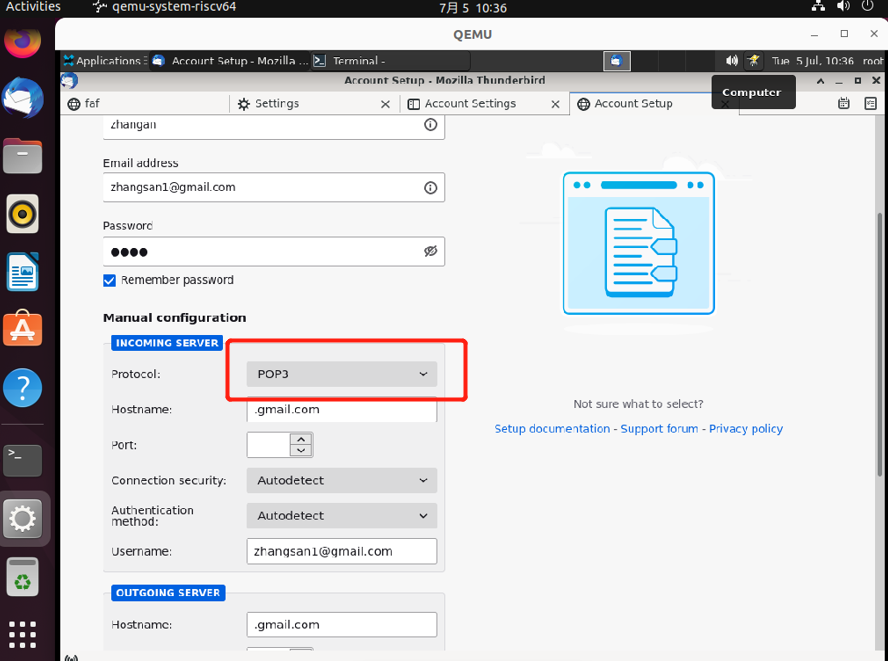 Activities qemu-system-riscv64 7月 5 10:36
QEMU
Applications Account Setup - Mozilla ... Terminal - Tue 5 Jul, 10:36 root
Account Setup - Mozilla Thunderbird
Computer
faf Settings Account Settings Account Setup
zhangan
Email address
zhangsan1@gmail.com
Password
●●●●
Remember password
Manual configuration
INCOMING SERVER
Protocol: POP3
Hostname: .gmail.com
Not sure what to select?
Setup documentation - Support forum - Privacy policy
Port:
Connection security: Autodetect
Authentication method: Autodetect
Username: zhangsan1@gmail.com
OUTGOING SERVER
Hostname: .gmail.com